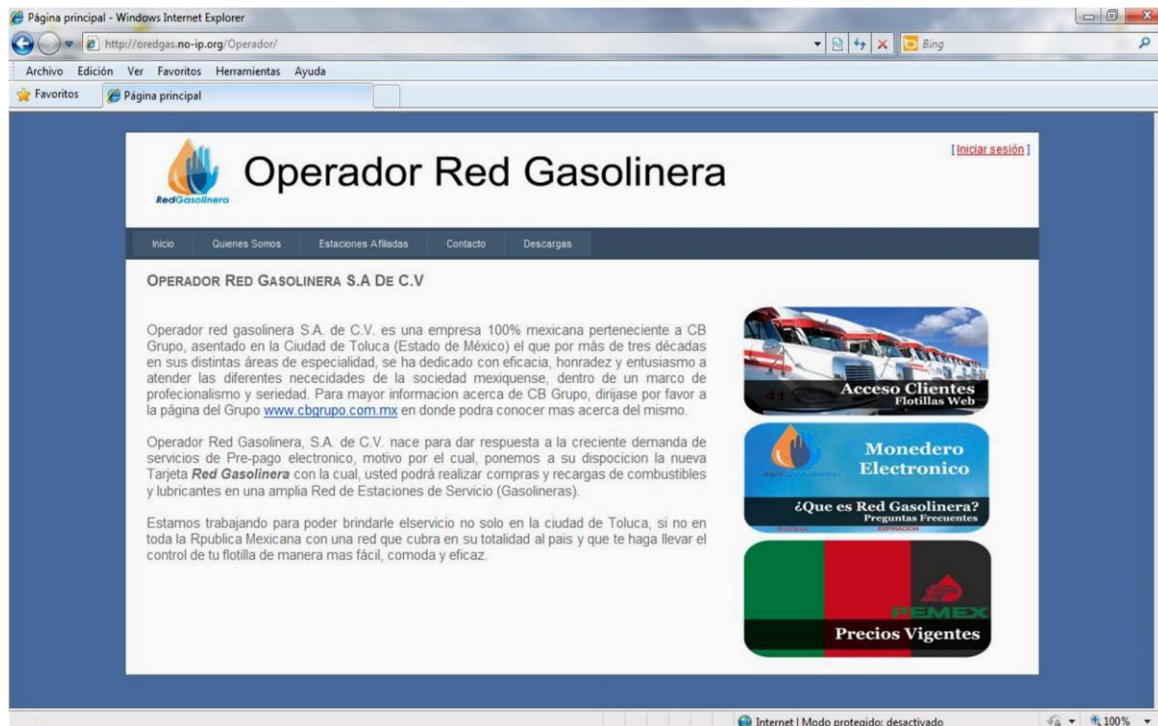 Página principal - Windows Internet Explorer
http://oredgas.no-ip.org/Operador/
Bing
Archivo Edición Ver Favoritos Herramientas Ayuda
Favoritos
Página principal
[ Iniciar sesión ]
RedGasolinera
Operador Red Gasolinera
Inicio Quienes Somos Estaciones Afiliadas Contacto Descargas
OPERADOR RED GASOLINERA S.A DE C.V
Operador red gasolinera S.A. de C.V. es una empresa 100% mexicana perteneciente a CB
Grupo, asentado en la Ciudad de Toluca (Estado de México) el que por más de tres décadas
en sus distintas áreas de especialidad, se ha dedicado con eficacia, honradez y entusiasmo a
atender las diferentes nececidades de la sociedad mexiquense, dentro de un marco de
profecionalismo y seriedad. Para mayor informacion acerca de CB Grupo, dirijase por favor a
la página del Grupo www.cbgrupo.com.mx en donde podra conocer mas acerca del mismo.
Operador Red Gasolinera, S.A. de C.V. nace para dar respuesta a la creciente demanda de
servicios de Pre-pago electronico, motivo por el cual, ponemos a su dispocicion la nueva
Tarjeta Red Gasolinera con la cual, usted podrá realizar compras y recargas de combustibles
y lubricantes en una amplia Red de Estaciones de Servicio (Gasolineras).
Estamos trabajando para poder brindarle elservicio no solo en la ciudad de Toluca, si no en
toda la Rpublica Mexicana con una red que cubra en su totalidad al pais y que te haga llevar el
control de tu flotilla de manera mas fácil, comoda y eficaz.
41
Acceso Clientes
Flotillas Web
Monedero
Electronico
¿Que es Red Gasolinera?
Preguntas Frecuentes
FLOTILLA EXPIRACION
PEMEX
Precios Vigentes
Internet | Modo protegido: desactivado
100%